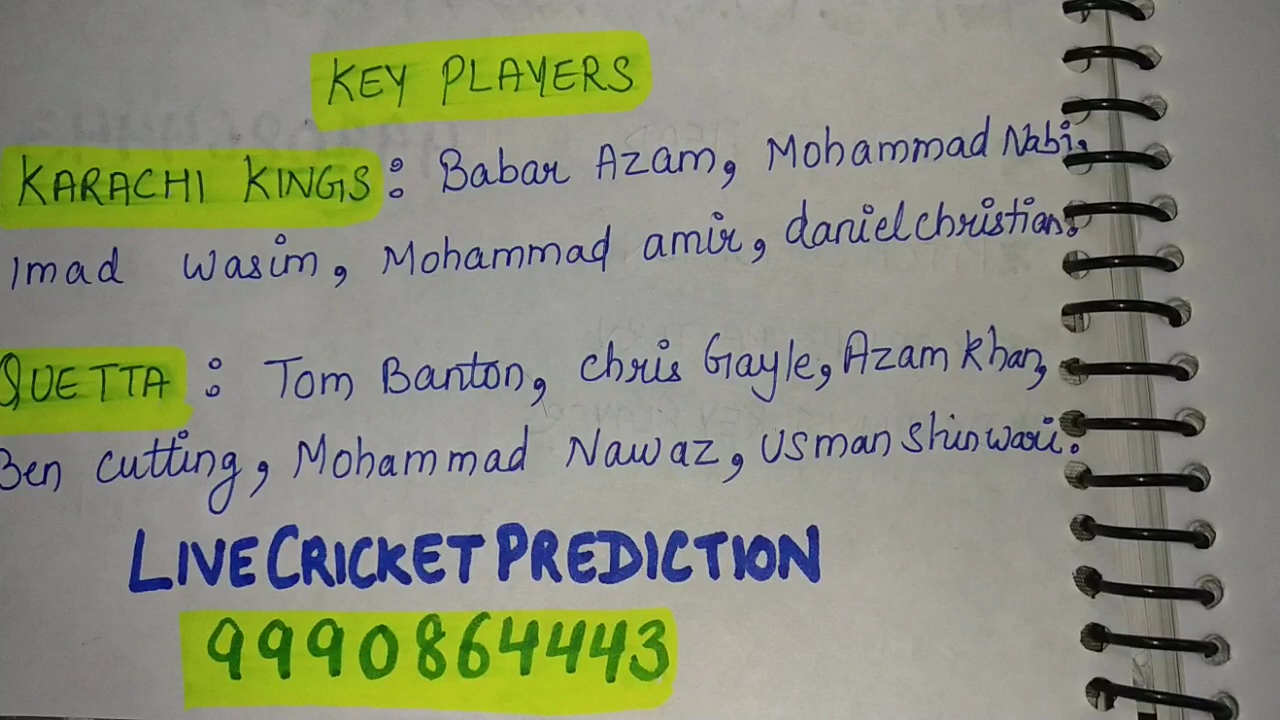 KEY PLAYERS
KARACHI KINGS: Babar Azam, Mohammad Nabi,
Imad Wasim, Mohammad amir, daniel christian.
QUETTA : Tom Banton, Chris Gayle, Azam Khan,
Ben cutting, Mohammad Nawaz, Usman Shinwari.
LIVE CRICKET PREDICTION
9990864443